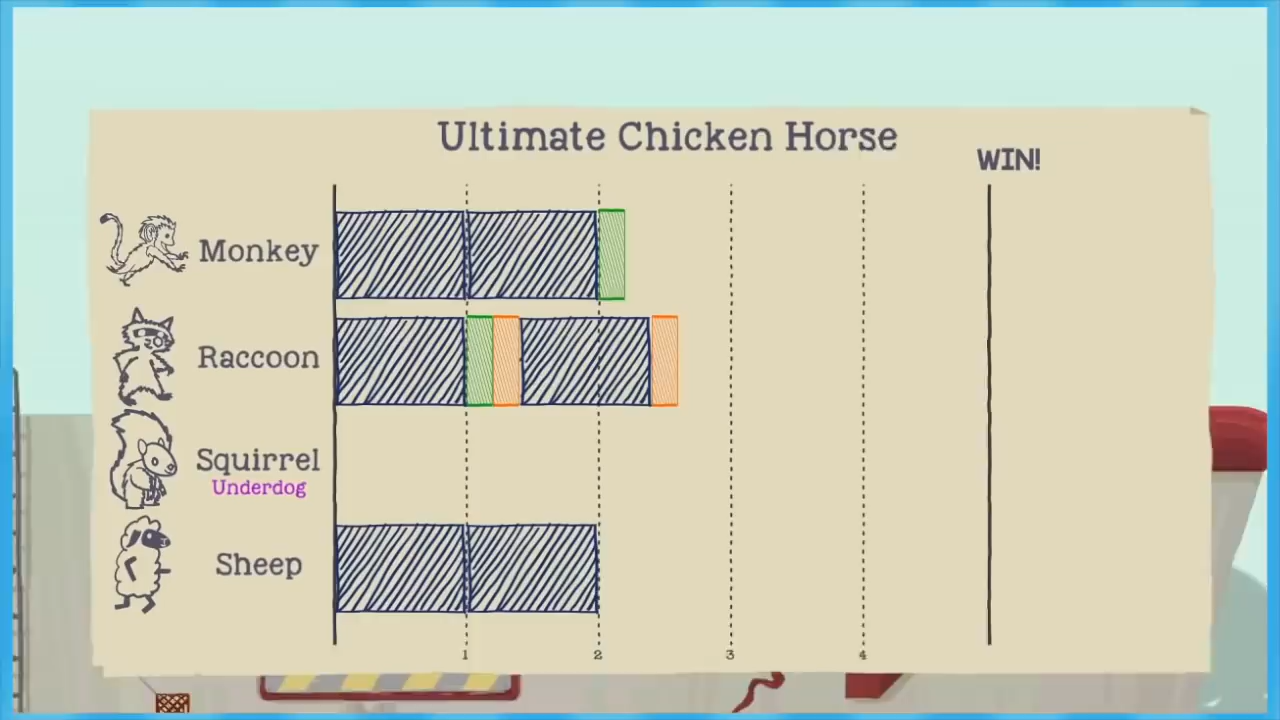 Ultimate Chicken Horse
WIN!
Monkey
Raccoon
Squirrel
Underdog
Sheep
1 2 3 4